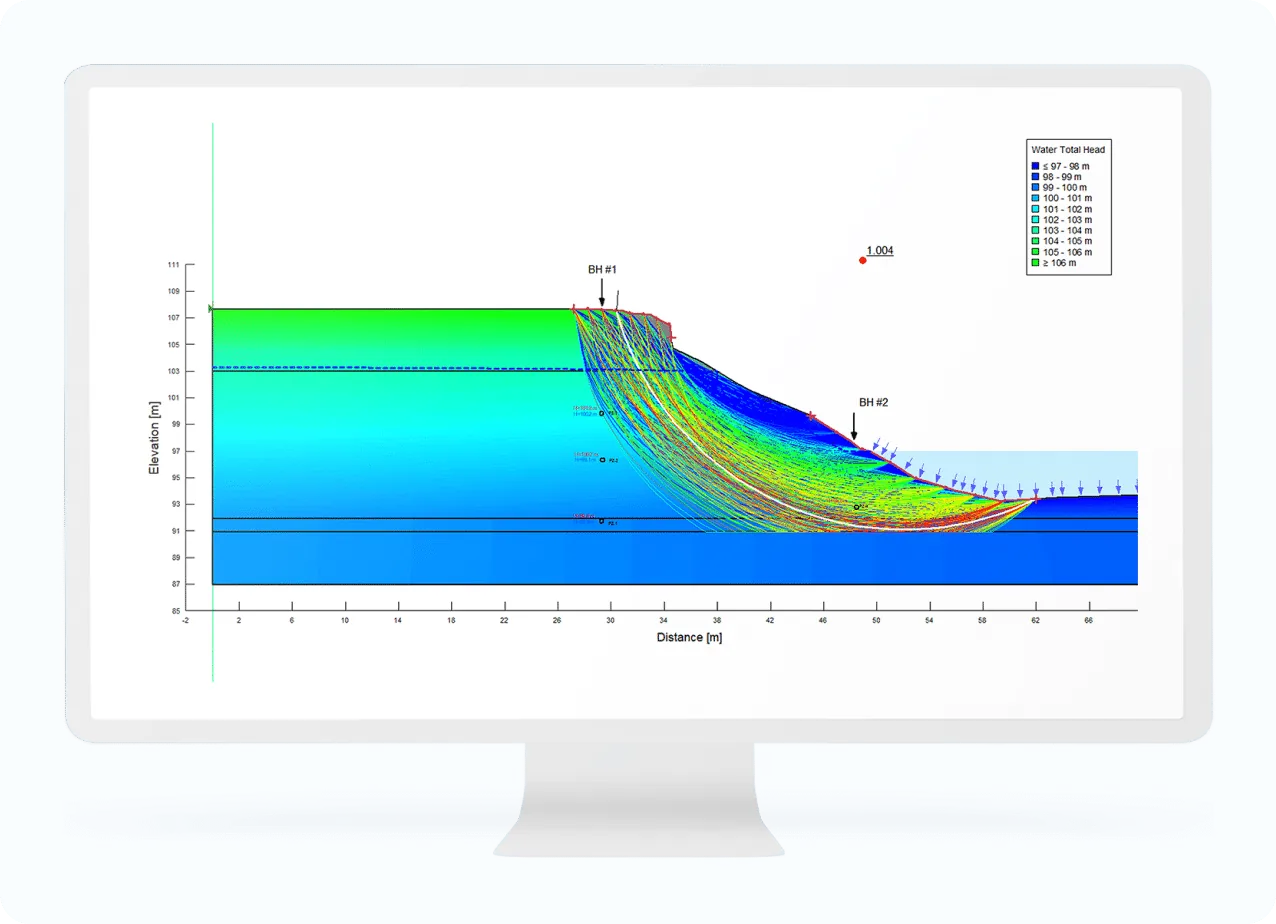 Water Total Head
≤ 97 - 98 m
98 - 99 m
99 - 100 m
100 - 101 m
101 - 102 m
102 - 103 m
103 - 104 m
104 - 105 m
105 - 106 m
≥ 106 m
1.004
BH #1
BH #2
Elevation [m]
111
109
107
105
103
101
99
97
95
93
91
89
87
85
-2 2 6 10 14 18 22 26 30 34 38 42 46 50 54 58 62 66
Distance [m]